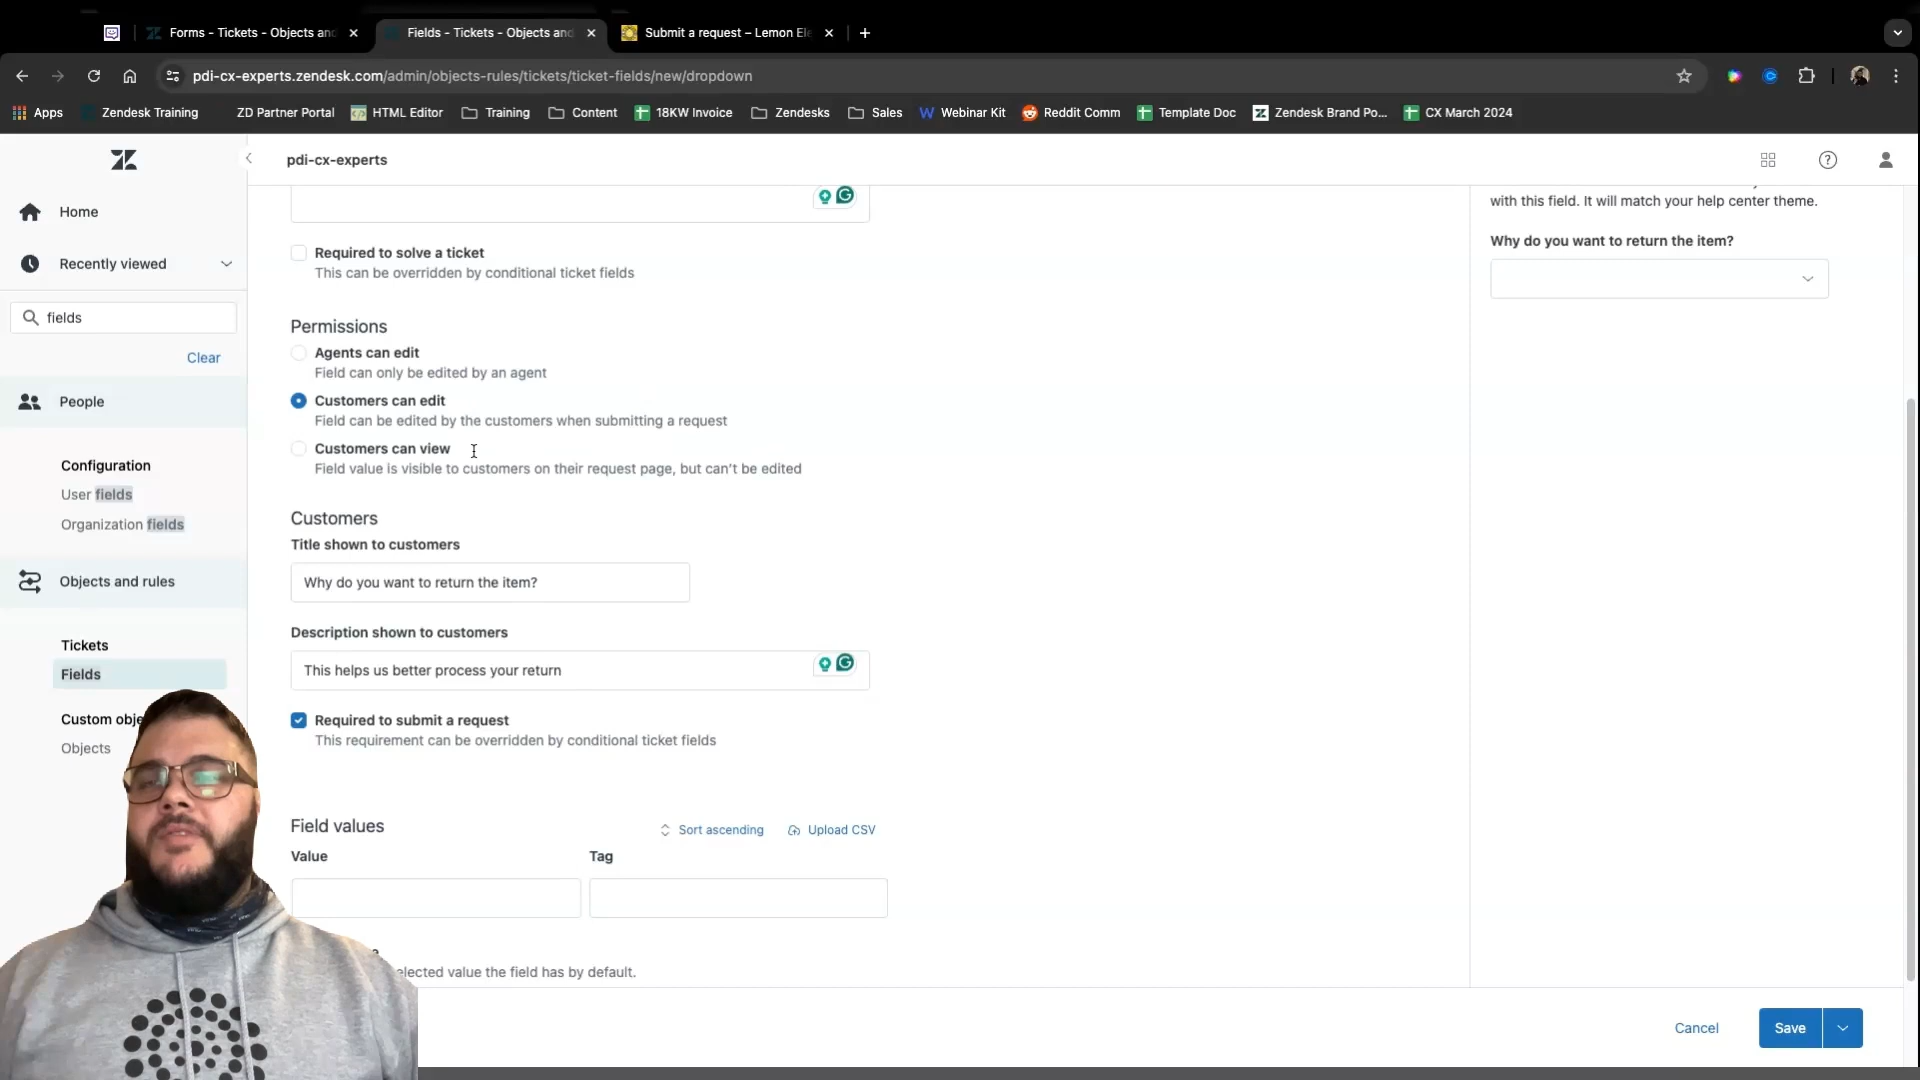 Forms - Tickets - Objects and
Fields - Tickets - Objects and
Submit a request – Lemon Ele
pdi-cx-experts.zendesk.com/admin/objects-rules/tickets/ticket-fields/new/dropdown
Apps
Zendesk Training
ZD Partner Portal
HTML Editor
Training
Content
18KW Invoice
Zendesks
Sales
Webinar Kit
Reddit Comm
Template Doc
Zendesk Brand Po...
CX March 2024
pdi-cx-experts
Home
Recently viewed
fields
Clear
People
Configuration
User fields
Organization fields
Objects and rules
Tickets
Fields
Custom obje
Objects
Required to solve a ticket
This can be overridden by conditional ticket fields
Permissions
Agents can edit
Field can only be edited by an agent
Customers can edit
Field can be edited by the customers when submitting a request
Customers can view
Field value is visible to customers on their request page, but can't be edited
Customers
Title shown to customers
Why do you want to return the item?
Description shown to customers
This helps us better process your return
Required to submit a request
This requirement can be overridden by conditional ticket fields
Field values
Sort ascending
Upload CSV
Value
Tag
elected value the field has by default.
with this field. It will match your help center theme.
Why do you want to return the item?
Cancel
Save